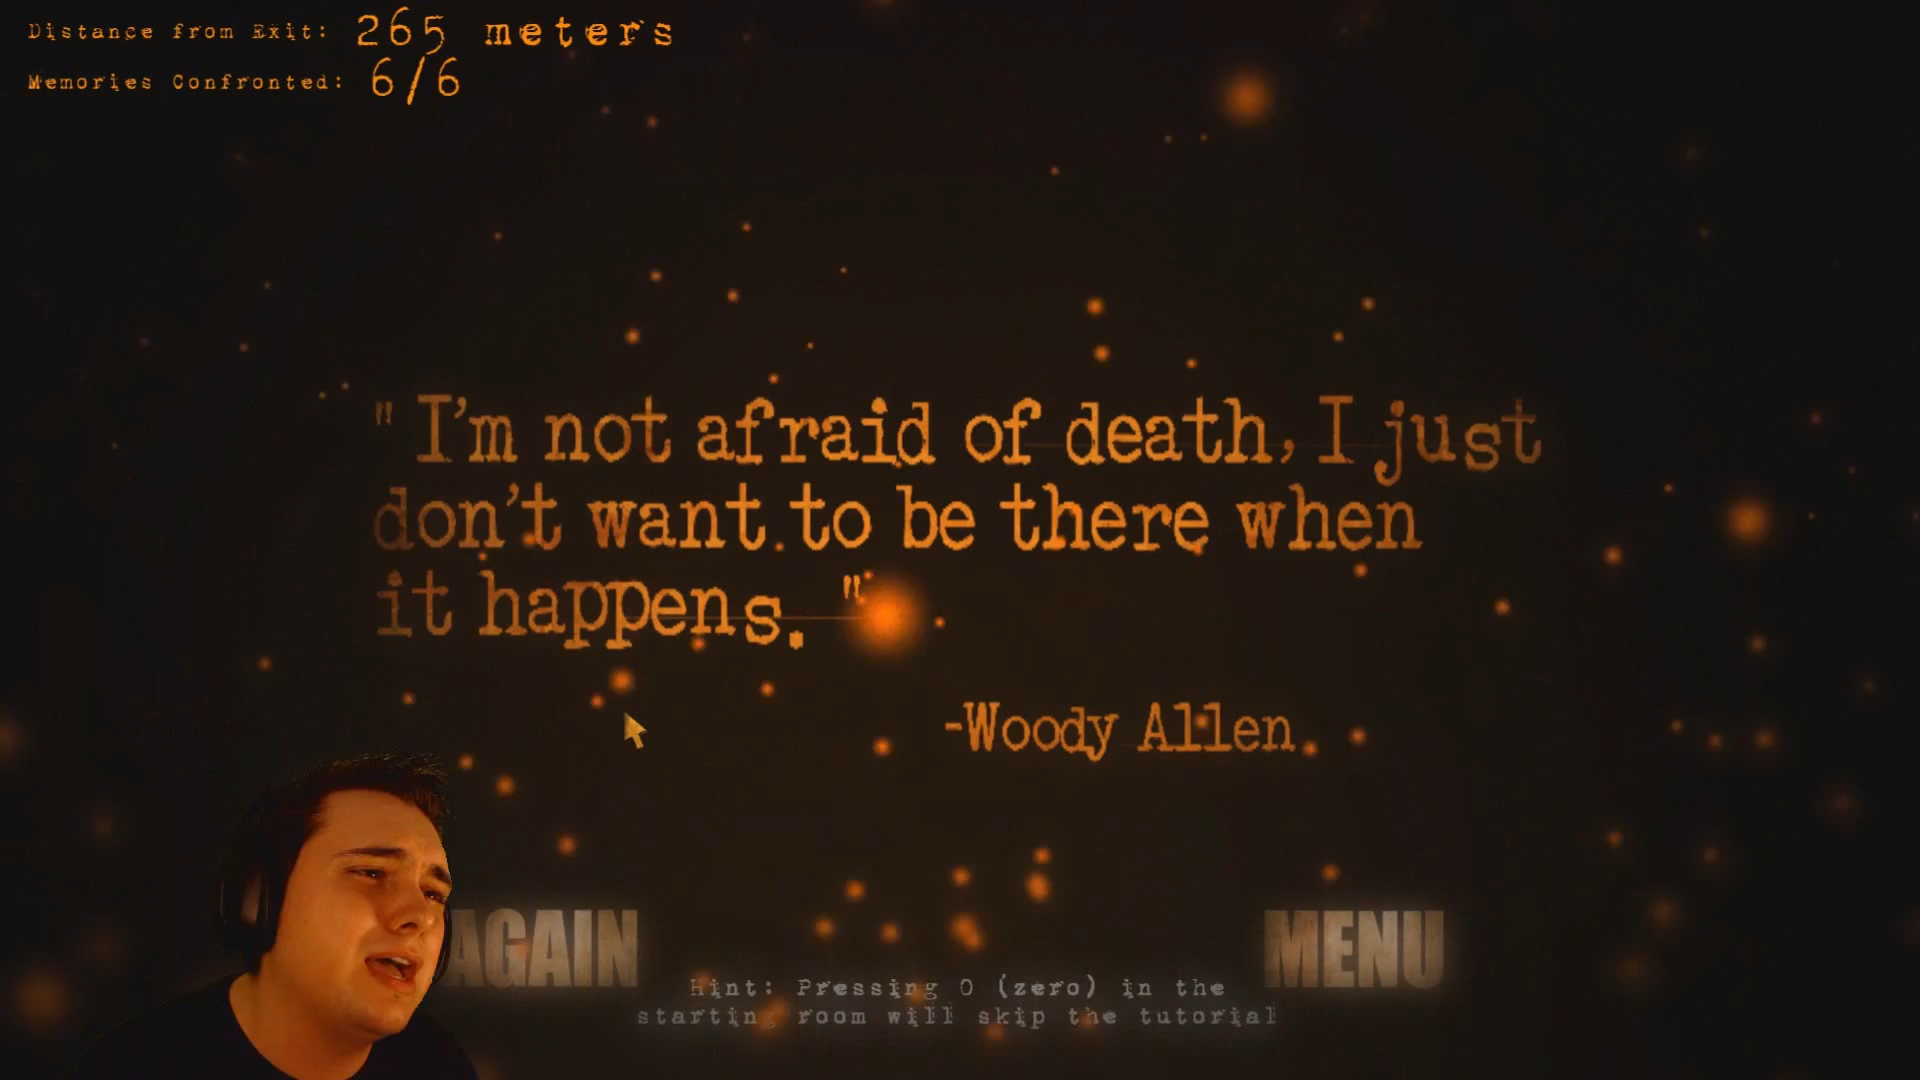 Distance from Exit: 265 meters
Memories Confronted: 6/6
" I'm not afraid of death, I just
don't want to be there when
it happens. "
-Woody Allen
AGAIN
MENU
Hint: Pressing 0 (zero) in the
starting room will skip the tutorial